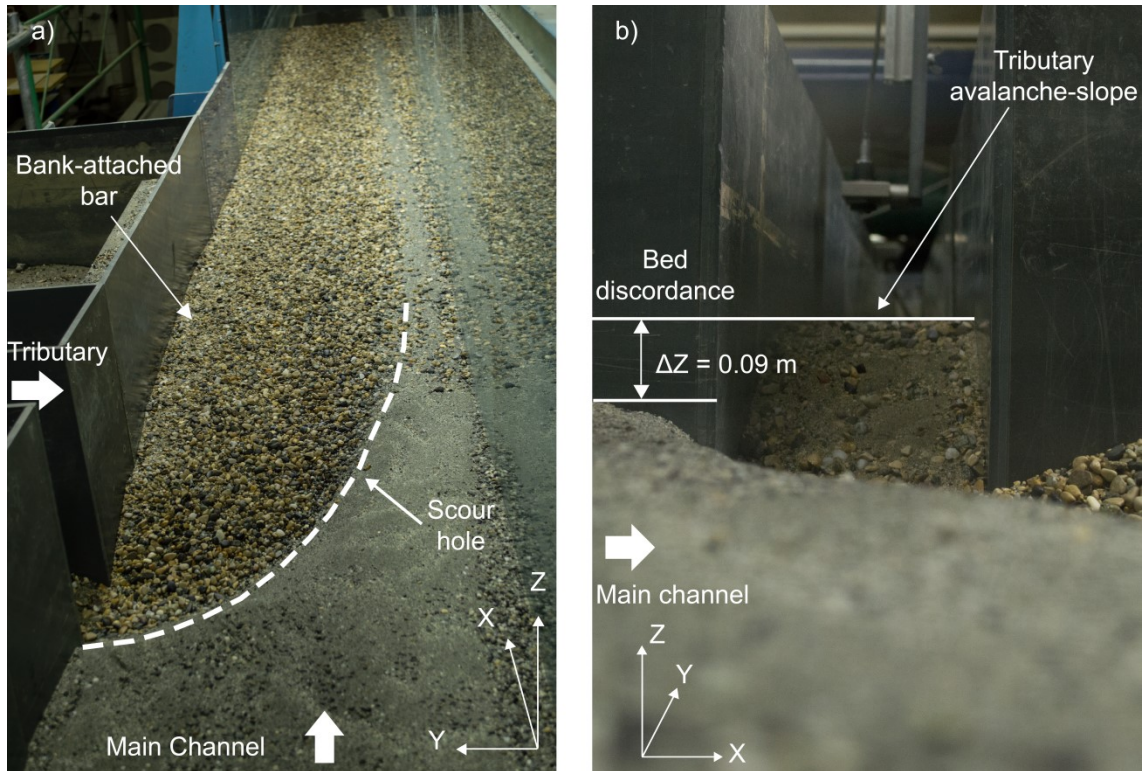 a)
Bank-attached
bar
Tributary
Scour
hole
Main Channel
Z
X
Y
b)
Tributary
avalanche-slope
Bed
discordance
ΔZ = 0.09 m
Main channel
Z
Y
X